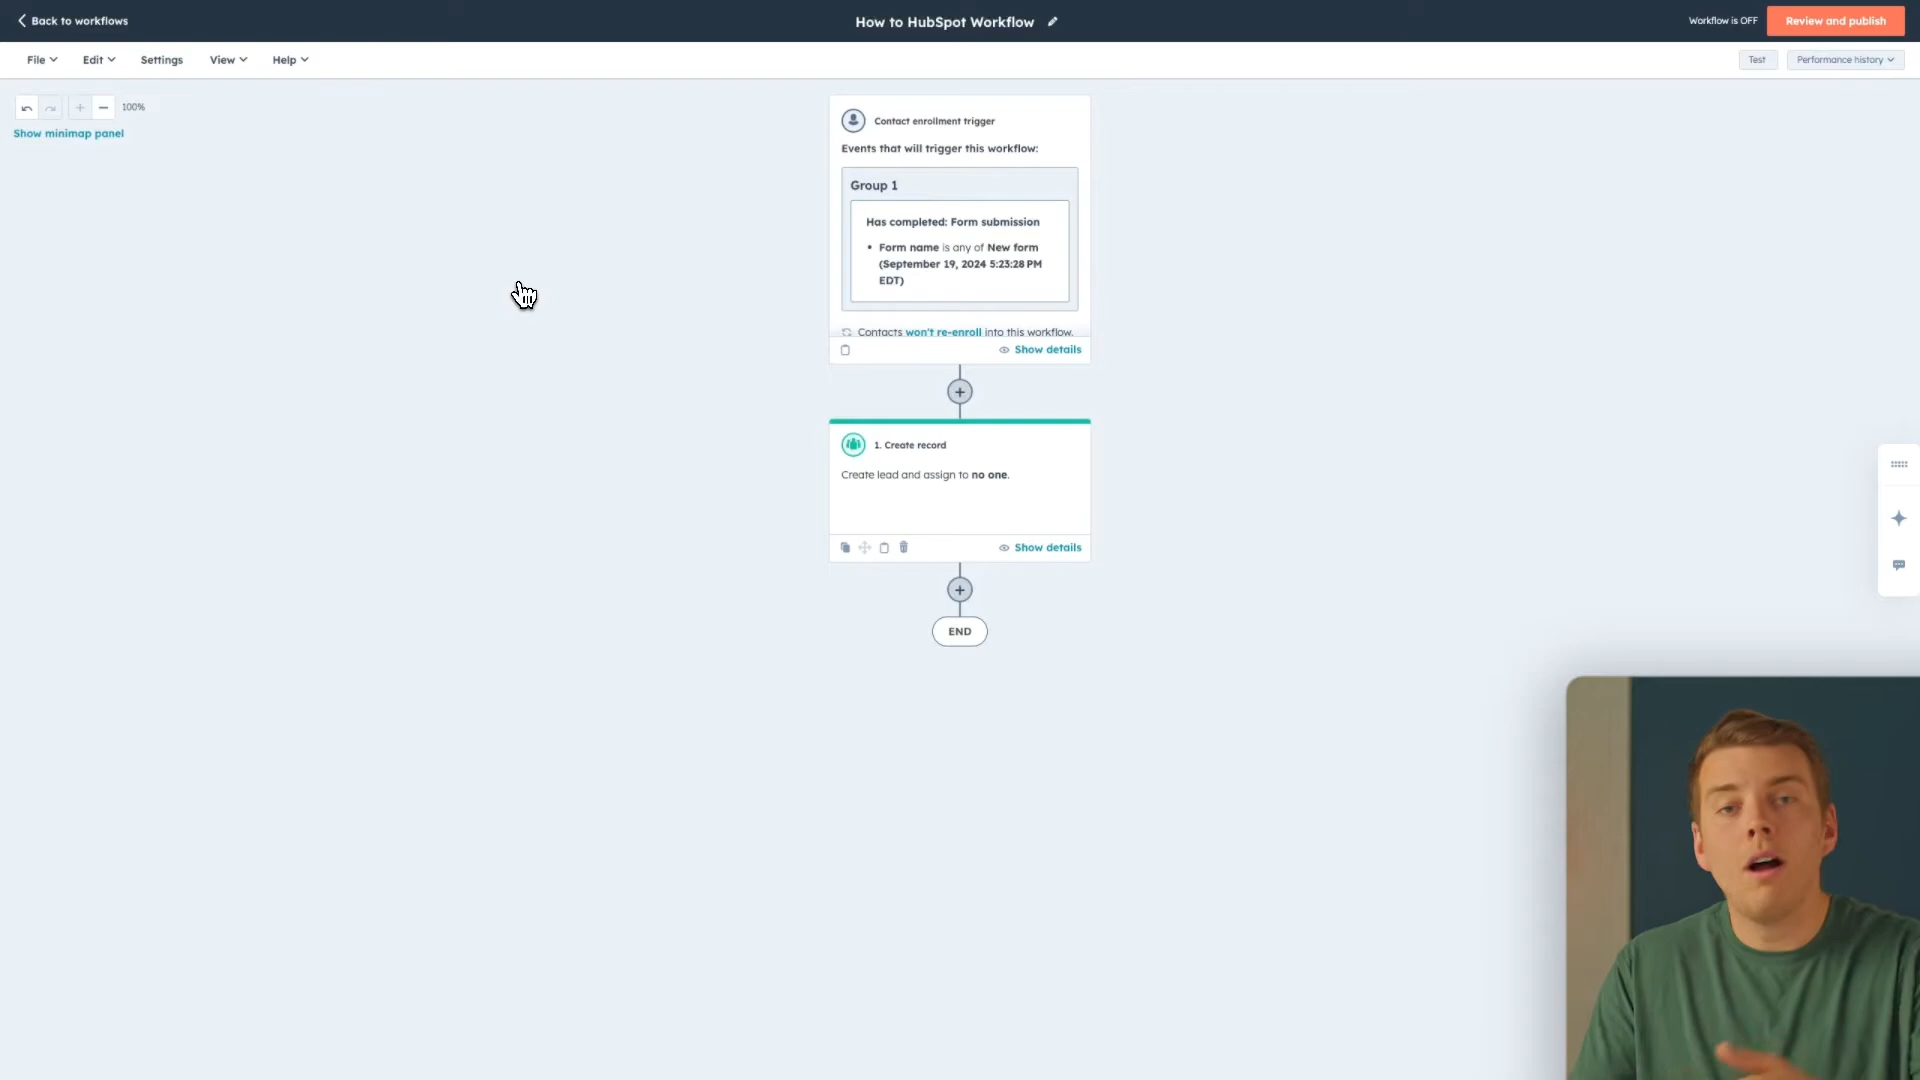 Back to workflows
How to HubSpot Workflow
Workflow is OFF
Review and publish
File
Edit
Settings
View
Help
Test
Performance history
100%
Show minimap panel
Contact enrollment trigger
Events that will trigger this workflow:
Group 1
Has completed: Form submission
• Form name is any of New form
(September 19, 2024 5:23:28 PM
EDT)
Contacts won't re-enroll into this workflow.
Show details
1. Create record
Create lead and assign to no one.
Show details
END